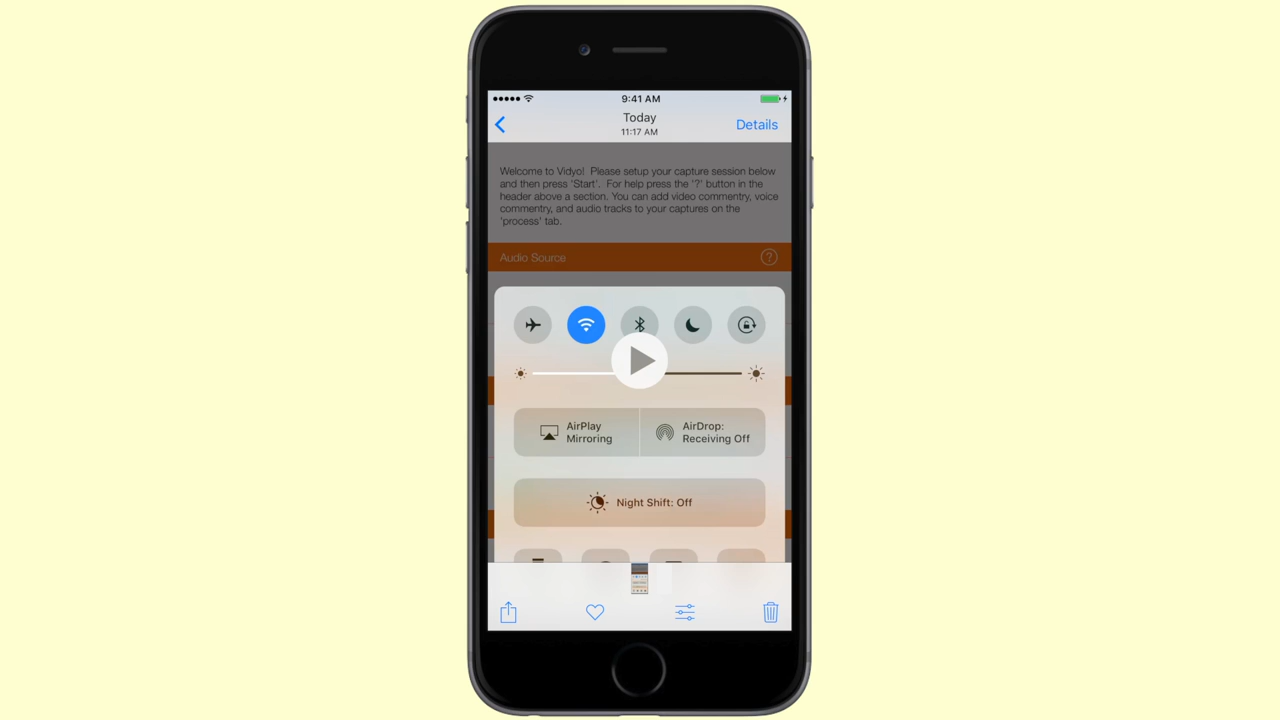 9:41 AM
Today
11:17 AM
Details
Welcome to Vidyo!  Please setup your capture session below
and then press 'Start'.  For help press the '?' button in the
header above a section. You can add video commentry, voice
commentry, and audio tracks to your captures on the
'process' tab.
Audio Source
?
AirPlay
Mirroring
AirDrop:
Receiving Off
Night Shift: Off